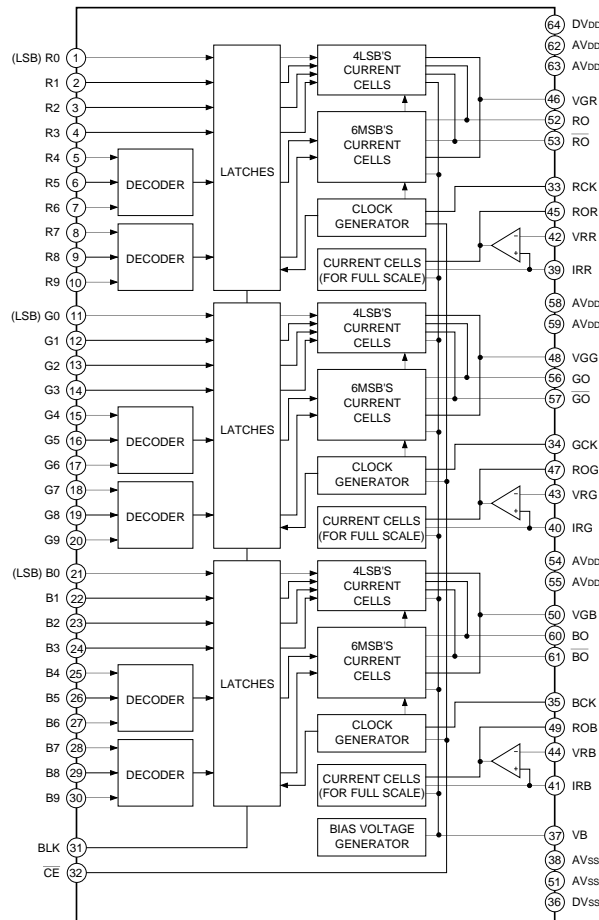 (LSB) R0 1
R1 2
R2 3
R3 4
R4 5
R5 6
R6 7
R7 8
R8 9
R9 10
DECODER
DECODER
LATCHES
4LSB'S
CURRENT
CELLS
6MSB'S
CURRENT
CELLS
CLOCK
GENERATOR
CURRENT CELLS
(FOR FULL SCALE)
64 DVDD
62 AVDD
63 AVDD
46 VGR
52 RO
53 RO
33 RCK
45 ROR
42 VRR
39 IRR
- +
58 AVDD
59 AVDD
(LSB) G0 11
G1 12
G2 13
G3 14
G4 15
G5 16
G6 17
G7 18
G8 19
G9 20
DECODER
DECODER
LATCHES
4LSB'S
CURRENT
CELLS
6MSB'S
CURRENT
CELLS
CLOCK
GENERATOR
CURRENT CELLS
(FOR FULL SCALE)
48 VGG
56 GO
57 GO
34 GCK
47 ROG
43 VRG
40 IRG
- +
54 AVDD
55 AVDD
(LSB) B0 21
B1 22
B2 23
B3 24
B4 25
B5 26
B6 27
B7 28
B8 29
B9 30
DECODER
DECODER
LATCHES
4LSB'S
CURRENT
CELLS
6MSB'S
CURRENT
CELLS
CLOCK
GENERATOR
CURRENT CELLS
(FOR FULL SCALE)
50 VGB
60 BO
61 BO
35 BCK
49 ROB
44 VRB
41 IRB
- +
BLK 31
CE 32
BIAS VOLTAGE
GENERATOR
37 VB
38 AVSS
51 AVSS
36 DVSS